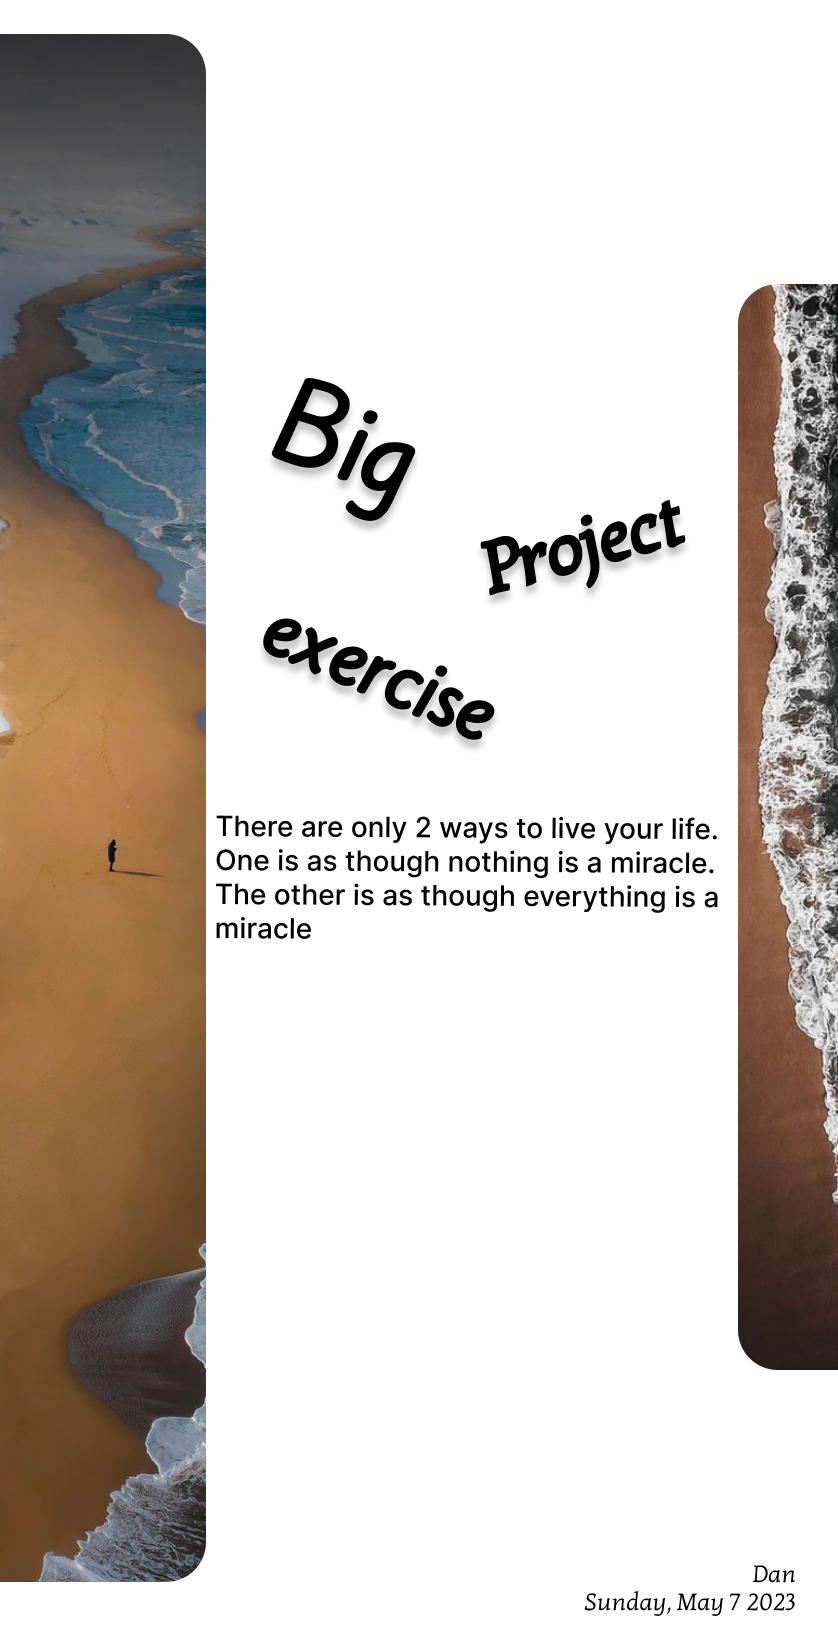 Big
Project
exercise
There are only 2 ways to live your life.
One is as though nothing is a miracle.
The other is as though everything is a
miracle
Dan
Sunday, May 7 2023